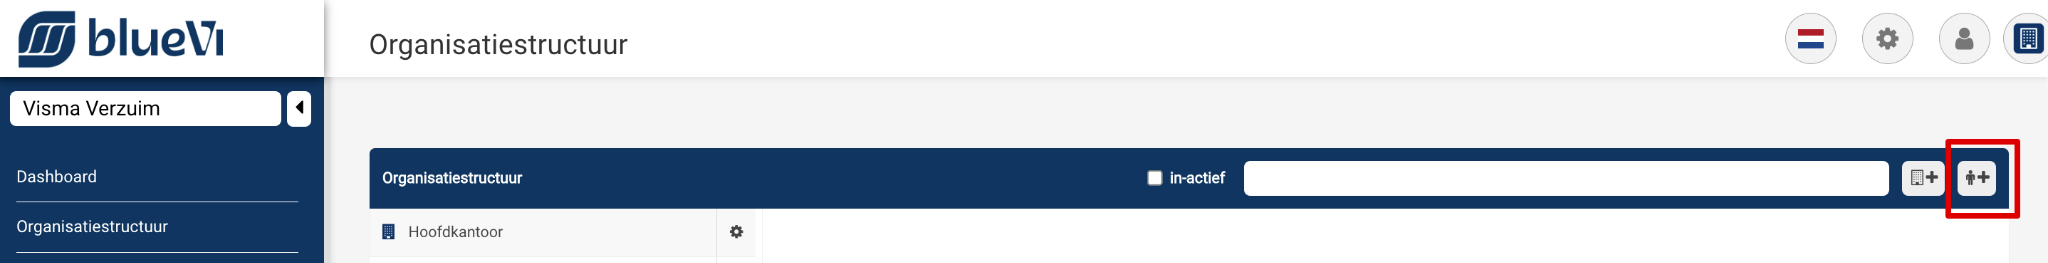 blueVi
Organisatiestructuur
Visma Verzuim
Dashboard
Organisatiestructuur
Organisatiestructuur
in-actief
Hoofdkantoor